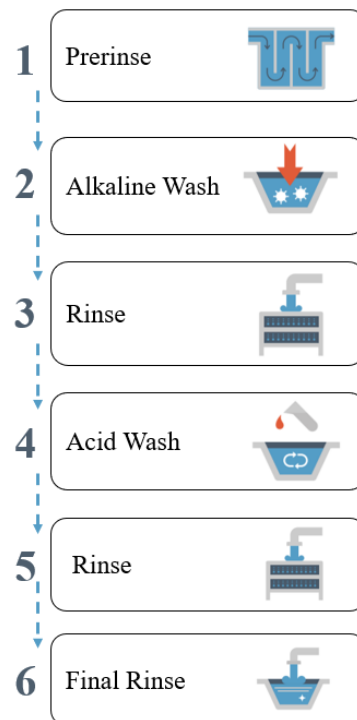 1 Prerinse
2 Alkaline Wash
3 Rinse
4 Acid Wash
5 Rinse
6 Final Rinse